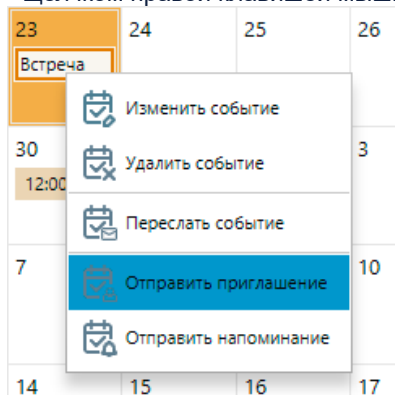 23 24 25 26
Встреча
Изменить событие
30 3
Удалить событие
12:00
Переслать событие
7 10
Отправить приглашение
Отправить напоминание
14 15 16 17